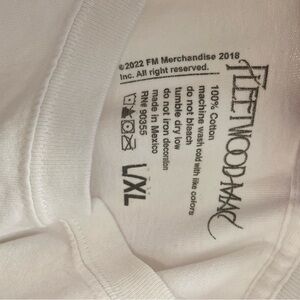 ©2022 FM Merchandise 2018
Inc. All right reserved.
FLEETWOOD MAC
100% Cotton
machine wash cold with like colors
do not bleach
tumble dry low
do not iron decoration
made in Mexico
RN# 90355
L/XL